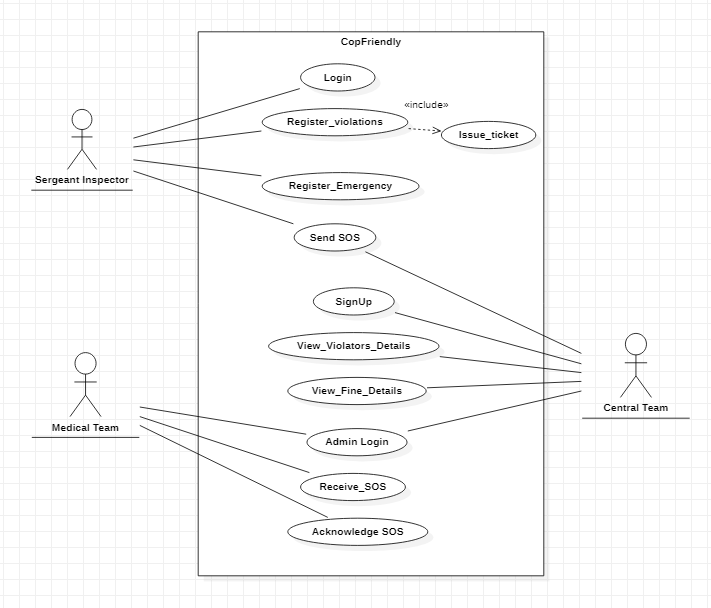 CopFriendly
Login
«include»
Register_violations
Issue_ticket
Sergeant Inspector
Register_Emergency
Send SOS
SignUp
View_Violators_Details
View_Fine_Details
Central Team
Medical Team
Admin Login
Receive_SOS
Acknowledge SOS